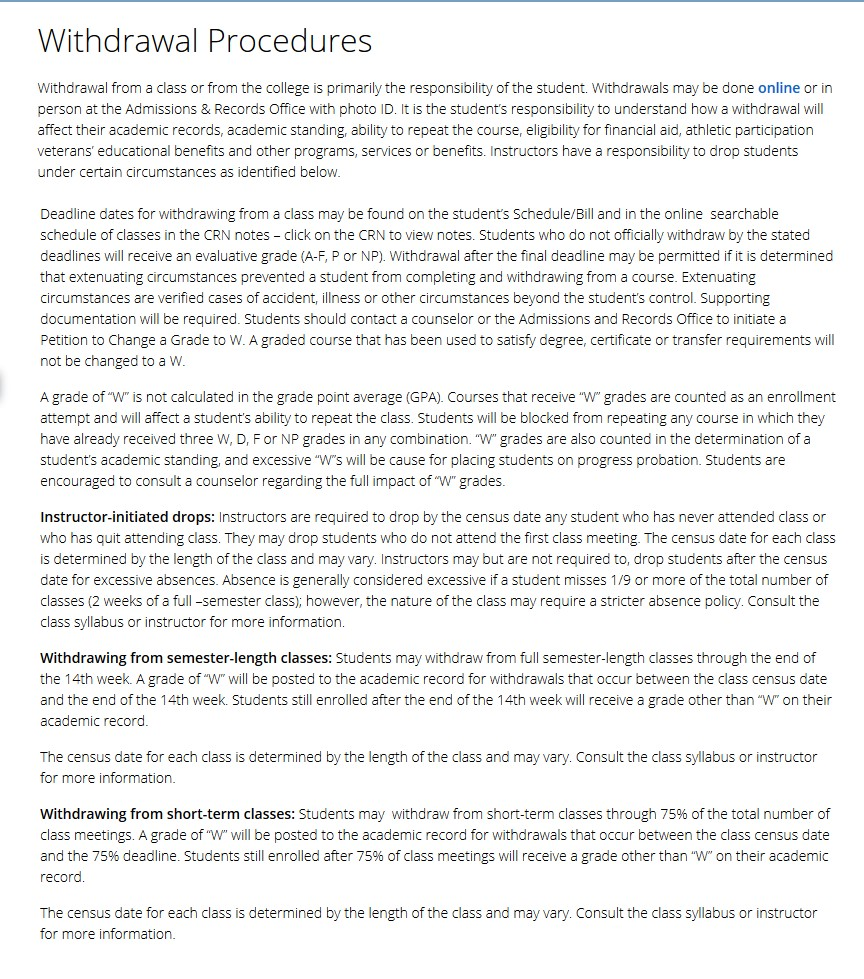 Withdrawal Procedures
Withdrawal from a class or from the college is primarily the responsibility of the student. Withdrawals may be done online or in
person at the Admissions & Records Office with photo ID. It is the student's responsibility to understand how a withdrawal will
affect their academic records, academic standing, ability to repeat the course, eligibility for financial aid, athletic participation
veterans' educational benefits and other programs, services or benefits. Instructors have a responsibility to drop students
under certain circumstances as identified below.
Deadline dates for withdrawing from a class may be found on the student's Schedule/Bill and in the online searchable
schedule of classes in the CRN notes – click on the CRN to view notes. Students who do not officially withdraw by the stated
deadlines will receive an evaluative grade (A-F, P or NP). Withdrawal after the final deadline may be permitted if it is determined
that extenuating circumstances prevented a student from completing and withdrawing from a course. Extenuating
circumstances are verified cases of accident, illness or other circumstances beyond the student's control. Supporting
documentation will be required. Students should contact a counselor or the Admissions and Records Office to initiate a
Petition to Change a Grade to W. A graded course that has been used to satisfy degree, certificate or transfer requirements will
not be changed to a W.
A grade of "W" is not calculated in the grade point average (GPA). Courses that receive "W" grades are counted as an enrollment
attempt and will affect a student's ability to repeat the class. Students will be blocked from repeating any course in which they
have already received three W, D, F or NP grades in any combination. "W" grades are also counted in the determination of a
student's academic standing, and excessive "W"s will be cause for placing students on progress probation. Students are
encouraged to consult a counselor regarding the full impact of "W" grades.
Instructor-initiated drops: Instructors are required to drop by the census date any student who has never attended class or
who has quit attending class. They may drop students who do not attend the first class meeting. The census date for each class
is determined by the length of the class and may vary. Instructors may but are not required to, drop students after the census
date for excessive absences. Absence is generally considered excessive if a student misses 1/9 or more of the total number of
classes (2 weeks of a full –semester class); however, the nature of the class may require a stricter absence policy. Consult the
class syllabus or instructor for more information.
Withdrawing from semester-length classes: Students may withdraw from full semester-length classes through the end of
the 14th week. A grade of "W" will be posted to the academic record for withdrawals that occur between the class census date
and the end of the 14th week. Students still enrolled after the end of the 14th week will receive a grade other than "W" on their
academic record.
The census date for each class is determined by the length of the class and may vary. Consult the class syllabus or instructor
for more information.
Withdrawing from short-term classes: Students may withdraw from short-term classes through 75% of the total number of
class meetings. A grade of "W" will be posted to the academic record for withdrawals that occur between the class census date
and the 75% deadline. Students still enrolled after 75% of class meetings will receive a grade other than "W" on their academic
record.
The census date for each class is determined by the length of the class and may vary. Consult the class syllabus or instructor
for more information.